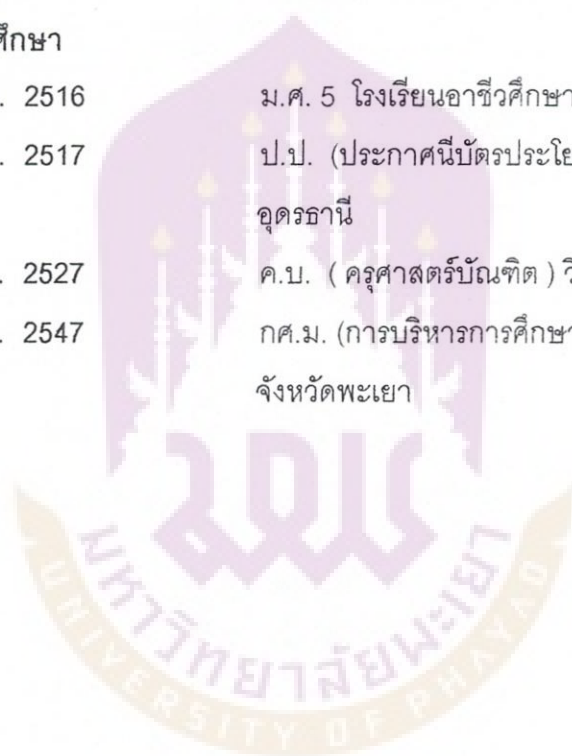 ศึกษา
. 2516 ม.ศ. 5 โรงเรียนอาชีวศึกษา
. 2517 ป.ป. (ประกาศนียบัตรประโย
อุดรธานี
. 2527 ค.บ. ( ครุศาสตร์บัณฑิต ) วิ
. 2547 กศ.ม. (การบริหารการศึกษา
จังหวัดพะเยา
มพย
มหาวิทยาลัยพะเยา
UNIVERSITY OF PHAYAO